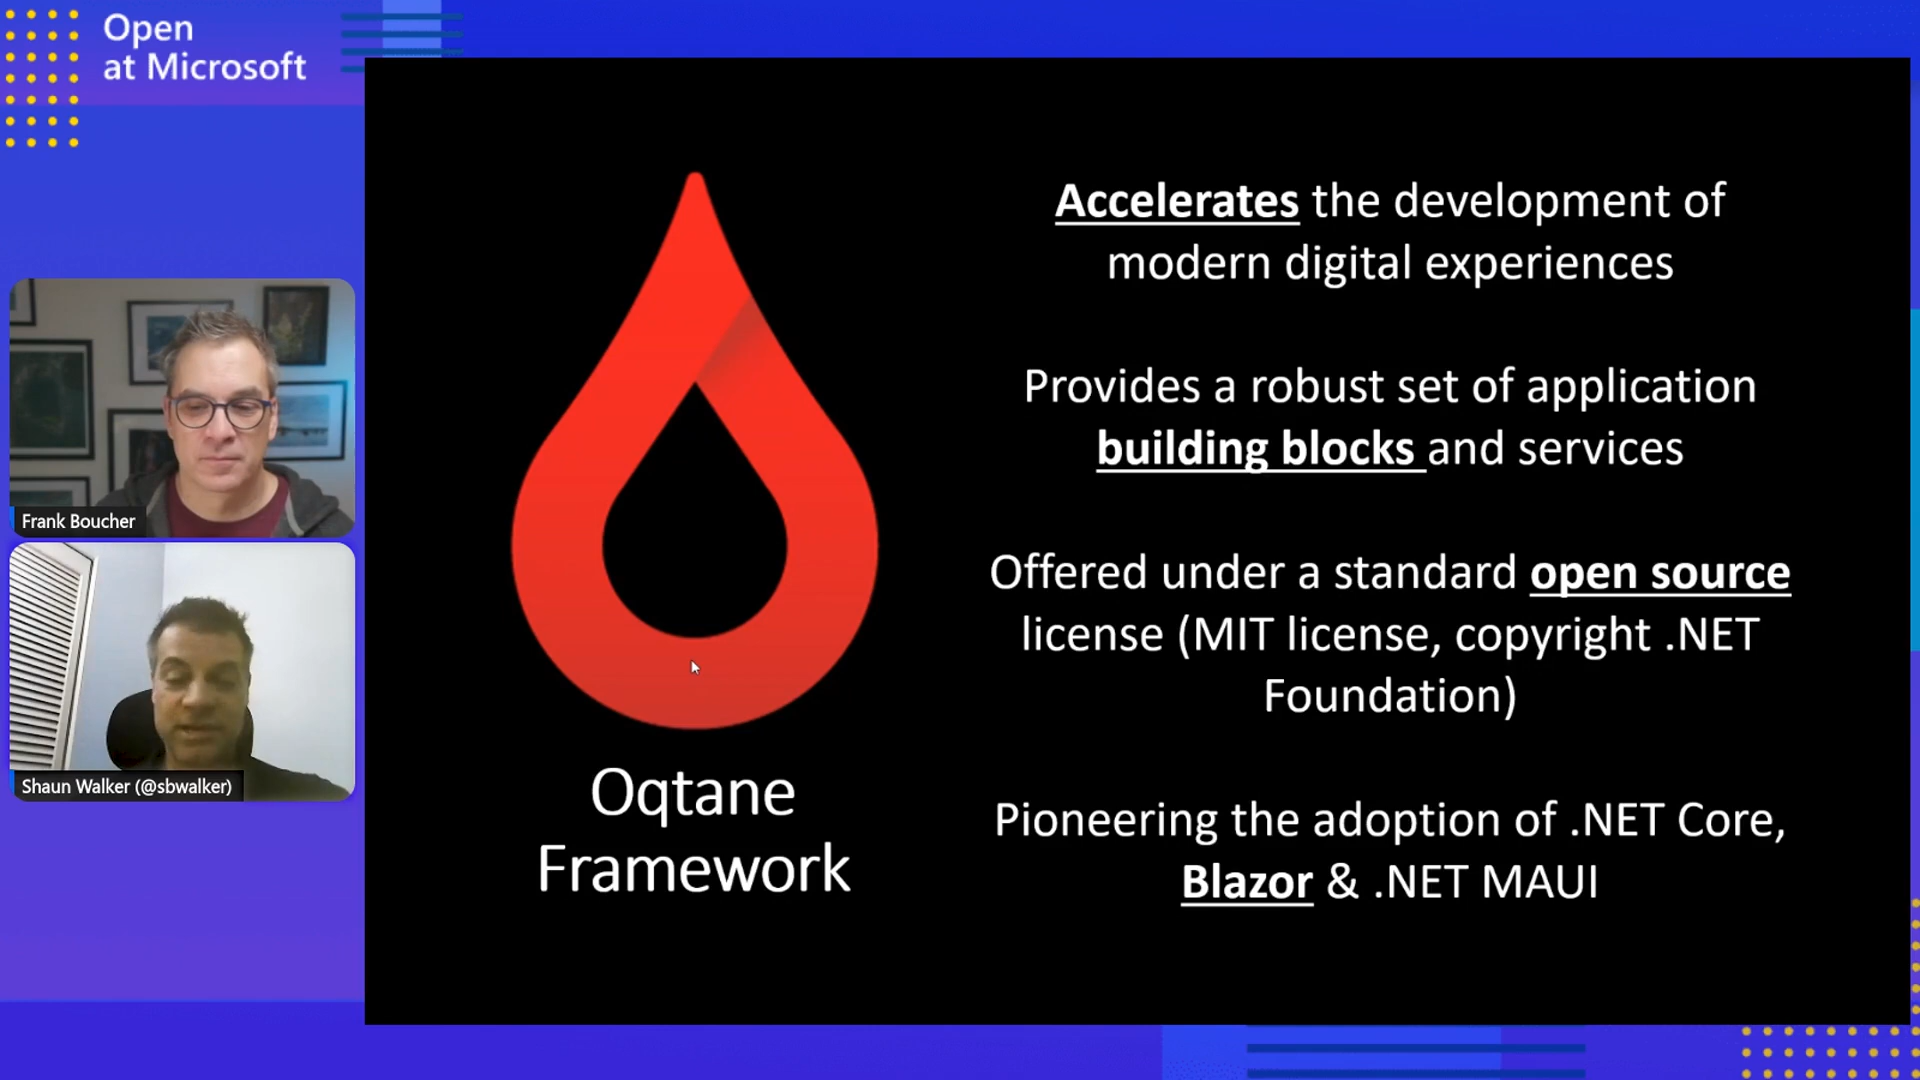 Open
at Microsoft
Frank Boucher
Shaun Walker (@sbwalker)
Oqtane
Framework
Accelerates the development of
modern digital experiences
Provides a robust set of application
building blocks and services
Offered under a standard open source
license (MIT license, copyright .NET
Foundation)
Pioneering the adoption of .NET Core,
Blazor & .NET MAUI